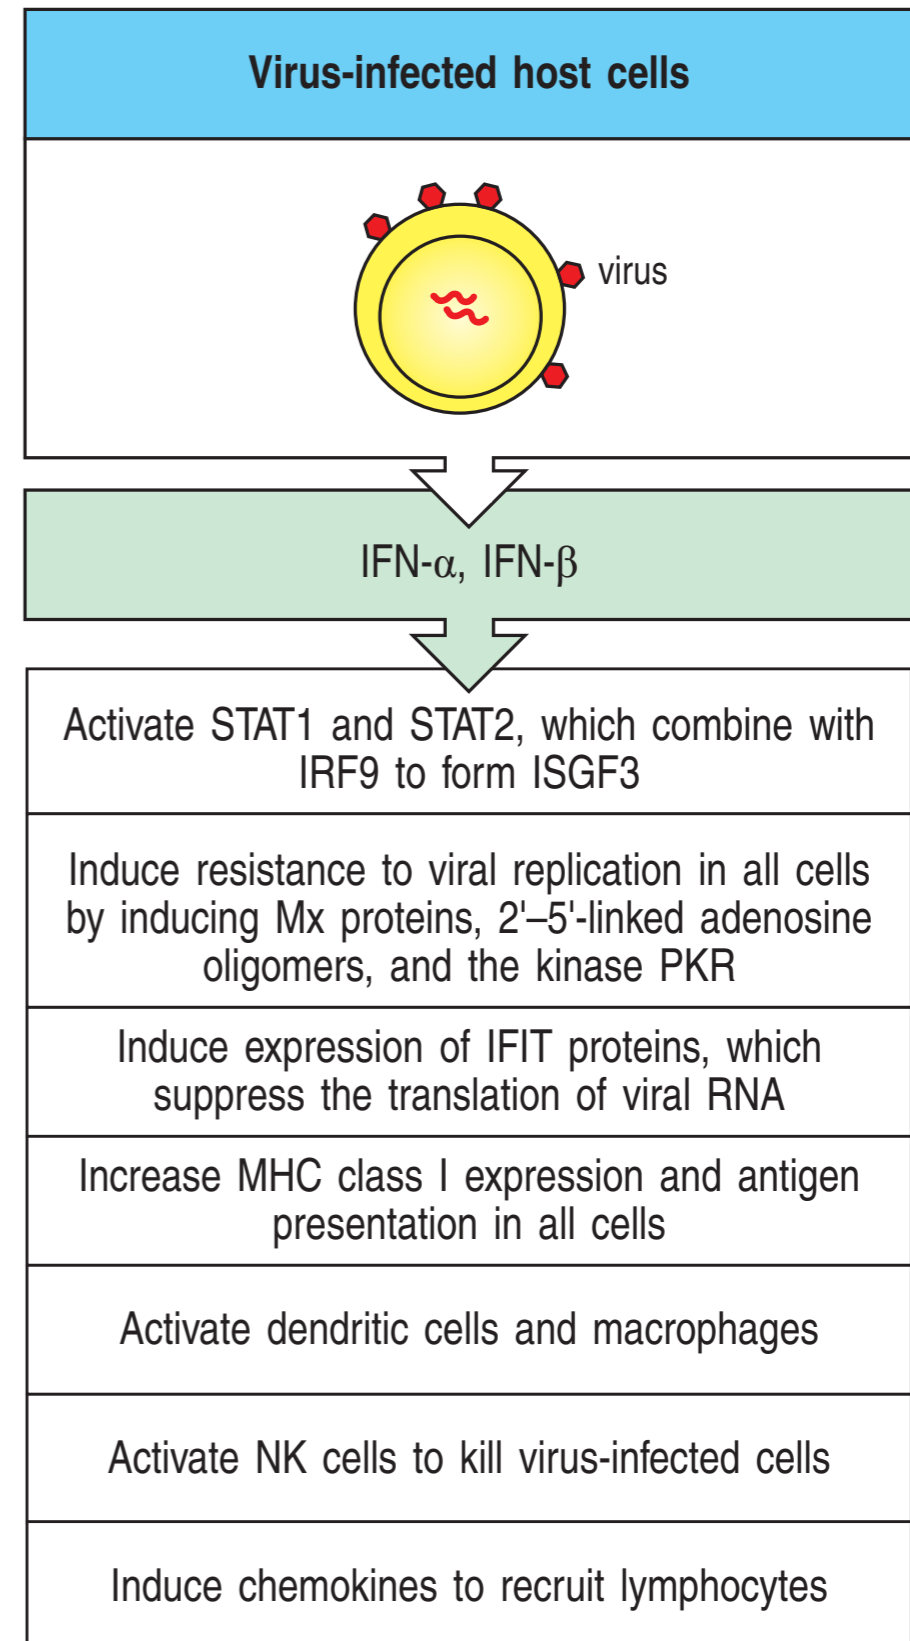 Virus-infected host cells
virus
IFN-α, IFN-β
Activate STAT1 and STAT2, which combine with
IRF9 to form ISGF3
Induce resistance to viral replication in all cells
by inducing Mx proteins, 2'–5'-linked adenosine
oligomers, and the kinase PKR
Induce expression of IFIT proteins, which
suppress the translation of viral RNA
Increase MHC class I expression and antigen
presentation in all cells
Activate dendritic cells and macrophages
Activate NK cells to kill virus-infected cells
Induce chemokines to recruit lymphocytes